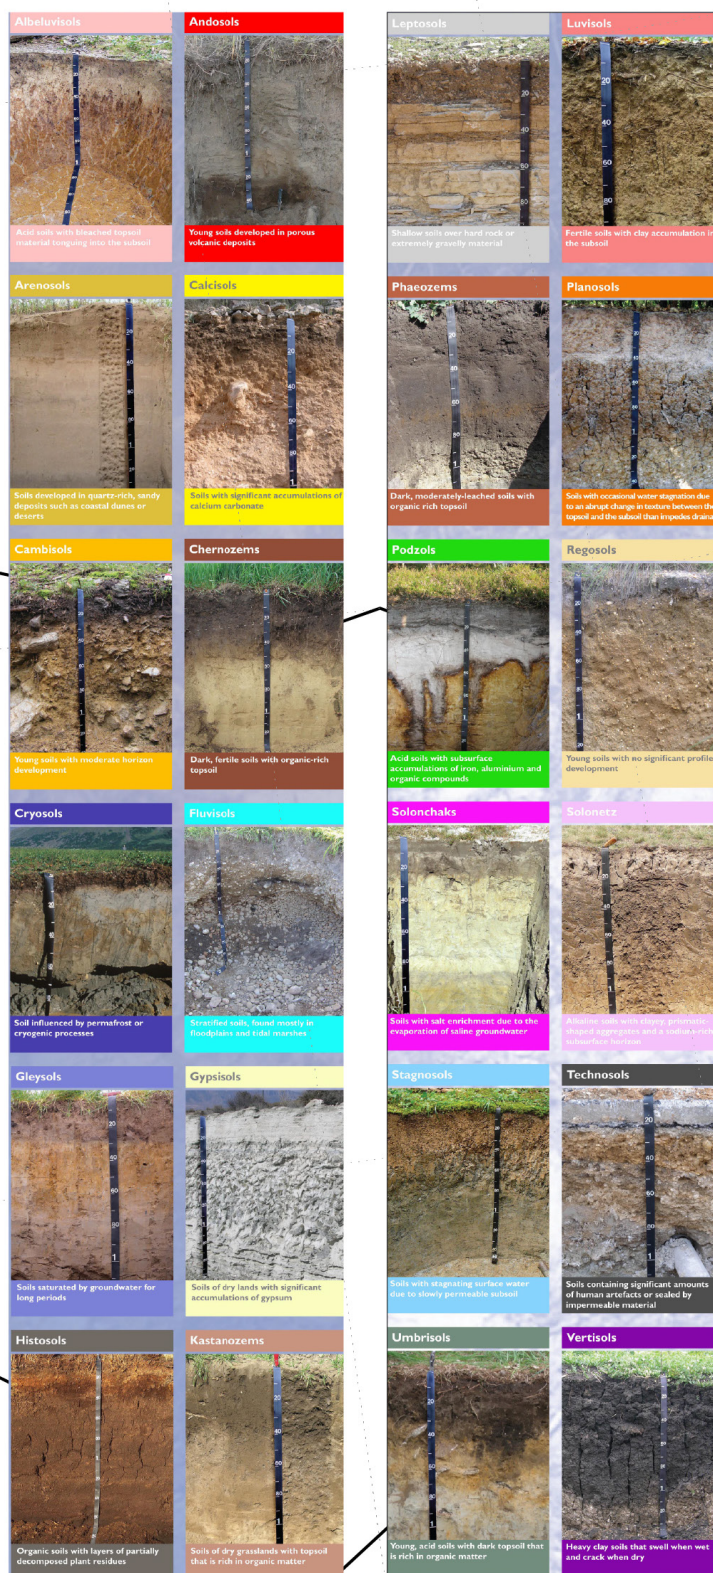 Albeluvisols
Acid soils with bleached topsoil
material tonguing into the subsoil
Andosols
Young soils developed in porous
volcanic deposits
Leptosols
Shallow soils over hard rock or
extremely gravelly material
Luvisols
Fertile soils with clay accumulation in
the subsoil
Arenosols
Soils developed in quartz-rich, sandy
deposits such as coastal dunes or
deserts
Calcisols
Soils with significant accumulations of
calcium carbonate
Phaeozems
Dark, moderately-leached soils with
organic rich topsoil
Planosols
Soils with occasional water stagnation due
to an abrupt change in texture between the
topsoil and the subsoil than impedes draina
Cambisols
Young soils with moderate horizon
development
Chernozems
Dark, fertile soils with organic-rich
topsoil
Podzols
Acid soils with subsurface
accumulations of iron, aluminium and
organic compounds
Regosols
Young soils with no significant profile
development
Cryosols
Soil influenced by permafrost or
cryogenic processes
Fluvisols
Stratified soils, found mostly in
floodplains and tidal marshes
Solonchaks
Soils with salt enrichment due to the
evaporation of saline groundwater
Solonetz
Alkaline soils with clayey, prismatic-
shaped aggregates and a sodium-rich
subsurface horizon
Gleysols
Soils saturated by groundwater for
long periods
Gypsisols
Soils of dry lands with significant
accumulations of gypsum
Stagnosols
Soils with stagnating surface water
due to slowly permeable subsoil
Technosols
Soils containing significant amounts
of human artefacts or sealed by
impermeable material
Histosols
Organic soils with layers of partially
decomposed plant residues
Kastanozems
Soils of dry grasslands with topsoil
that is rich in organic matter
Umbrisols
Young, acid soils with dark topsoil that
is rich in organic matter
Vertisols
Heavy clay soils that swell when wet
and crack when dry